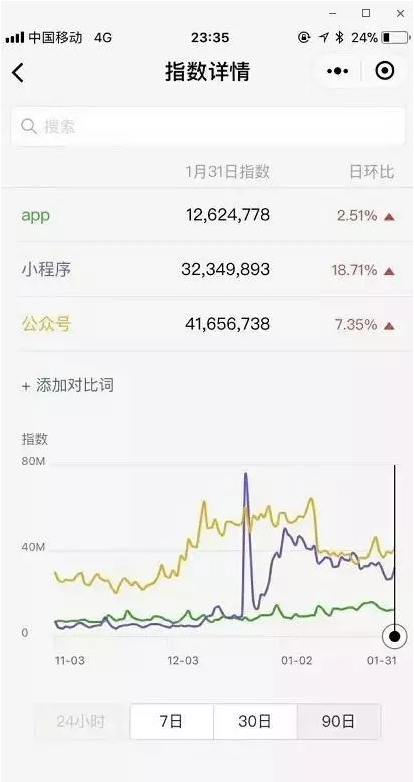 中国移动 4G 23:35 24%
指数详情
搜索
1月31日指数 日环比
app 12,624,778 2.51%
小程序 32,349,893 18.71%
公众号 41,656,738 7.35%
+ 添加对比词
指数
80M
40M
0
11-03 12-03 01-02 01-31
24小时 7日 30日 90日